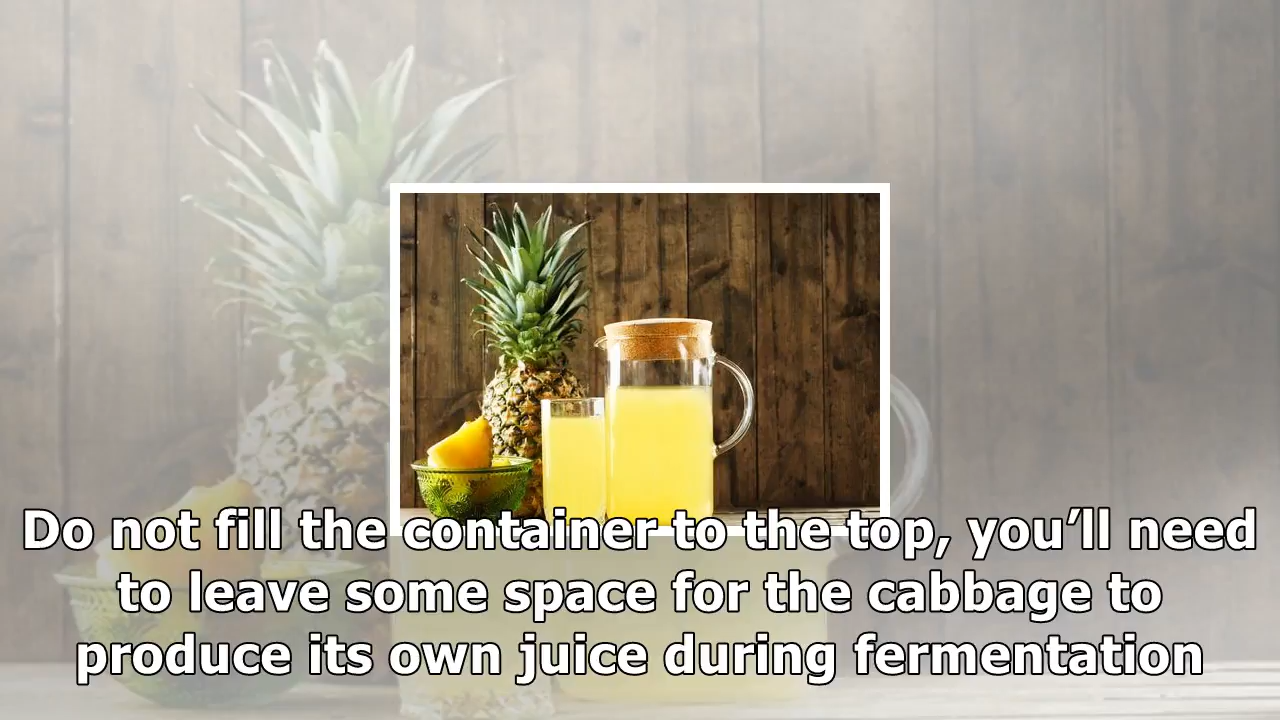 Do not fill the container to the top, you’ll need
to leave some space for the cabbage to
produce its own juice during fermentation